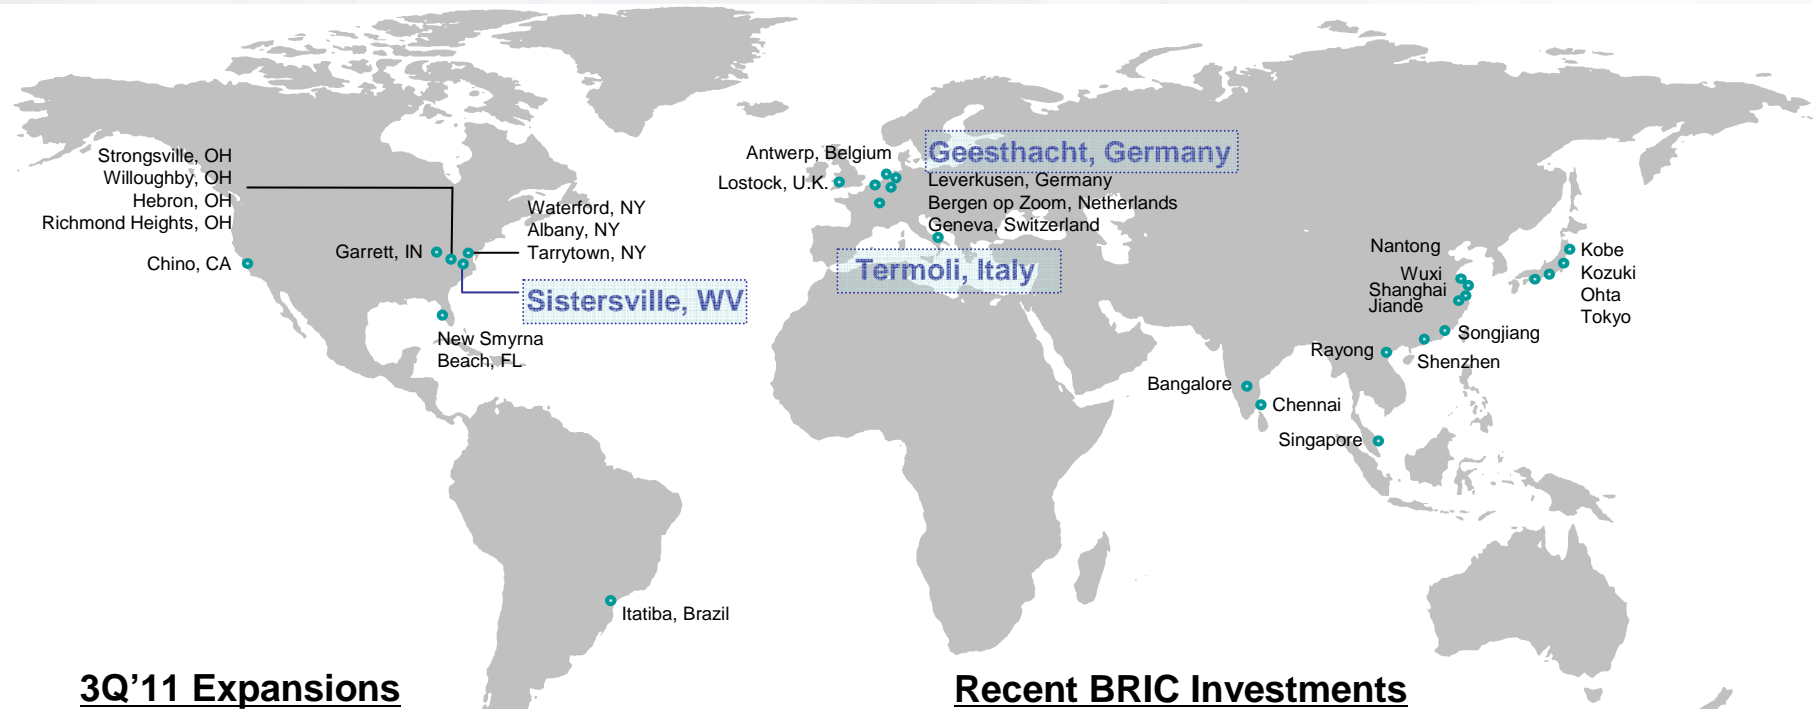 Strongsville, OH
Willoughby, OH
Hebron, OH
Richmond Heights, OH
Chino, CA
Garrett, IN
Waterford, NY
Albany, NY
Tarrytown, NY
Sistersville, WV
New Smyrna
Beach, FL
Itatiba, Brazil
Antwerp, Belgium
Lostock, U.K.
Geesthacht, Germany
Leverkusen, Germany
Bergen op Zoom, Netherlands
Geneva, Switzerland
Termoli, Italy
Nantong
Wuxi
Shanghai
Jiande
Kobe
Kozuki
Ohta
Tokyo
Songjiang
Shenzhen
Rayong
Bangalore
Chennai
Singapore
3Q’11 Expansions
Recent BRIC Investments